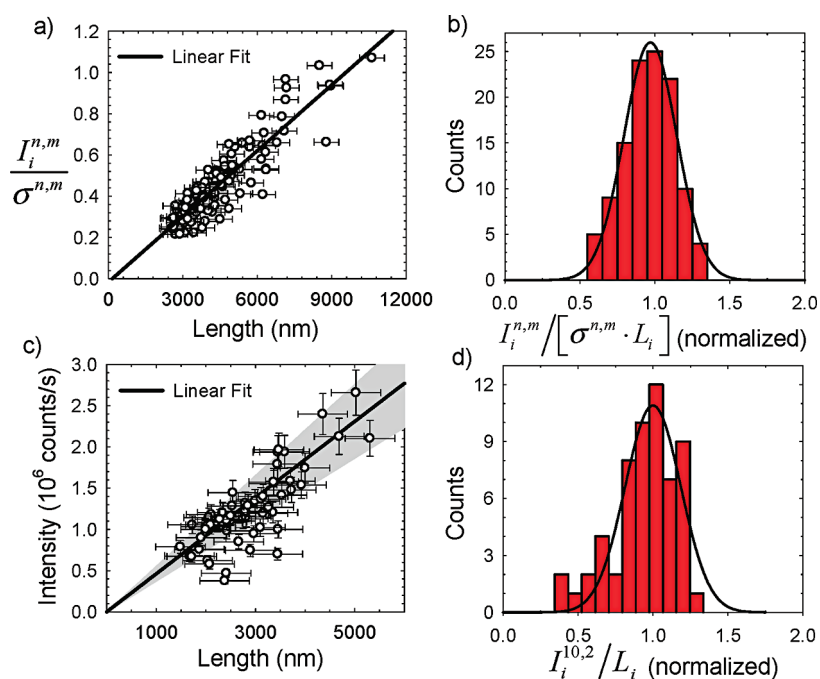 a)
I_i^{n,m} / σ^{n,m}
1.2
1.0
0.8
0.6
0.4
0.2
0.0
Linear Fit
0 3000 6000 9000 12000
Length (nm)
b)
Counts
25
20
15
10
5
0
0.0 0.5 1.0 1.5 2.0
I_i^{n,m} / [σ^{n,m} · L_i] (normalized)
c)
Intensity (10^6 counts/s)
3.0
2.5
2.0
1.5
1.0
0.5
0.0
Linear Fit
1000 3000 5000
Length (nm)
d)
Counts
12
9
6
3
0
0.0 0.5 1.0 1.5 2.0
I_i^{10,2} / L_i (normalized)